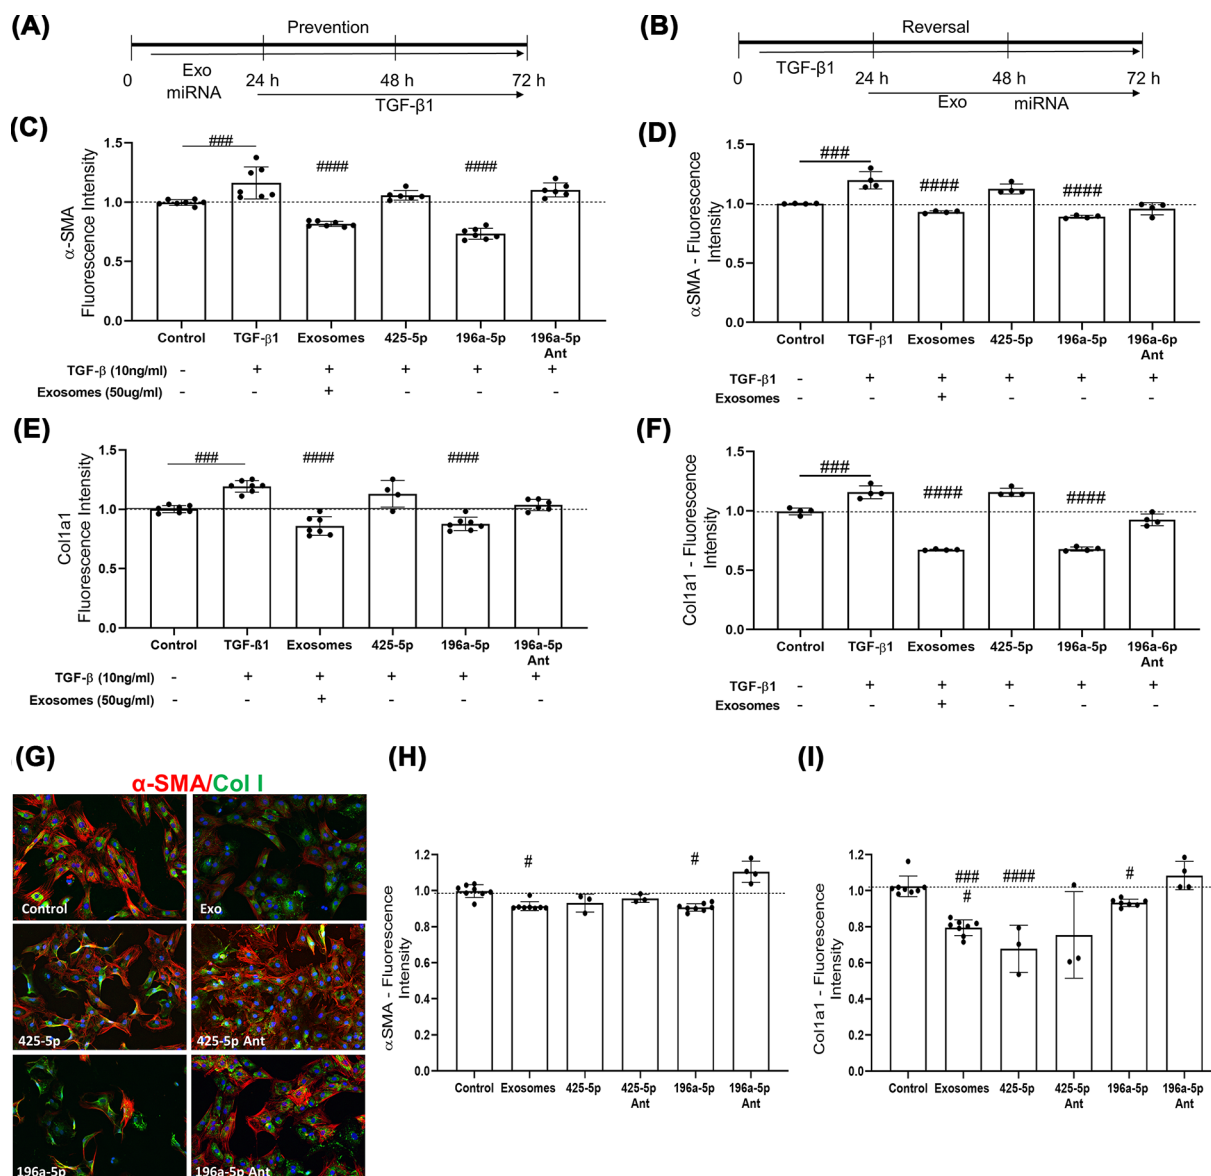 (A)
Prevention
0
Exo
miRNA
24 h
48 h
72 h
TGF-β1
(B)
Reversal
0
TGF-β1
24 h
48 h
72 h
Exo
miRNA
(C)
α-SMA
Fluorescence Intensity
1.5
1.0
0.5
0.0
###
####
####
Control
TGF-β1
Exosomes
425-5p
196a-5p
196a-5p
Ant
TGF-β (10ng/ml) - + + + + +
Exosomes (50ug/ml) - - + - - -
(D)
αSMA - Fluorescence
Intensity
1.5
1.0
0.5
0.0
###
####
####
Control
TGF-β1
Exosomes
425-5p
196a-5p
196a-6p
Ant
TGF-β1 - + + + + +
Exosomes - - + - - -
(E)
Col1a1
Fluorescence Intensity
1.5
1.0
0.5
0.0
###
####
####
Control
TGF-ß1
Exosomes
425-5p
196a-5p
196a-5p
Ant
TGF-β (10ng/ml) - + + + + +
Exosomes (50ug/ml) - - + - - -
(F)
Col1a1 - Fluorescence
Intensity
1.5
1.0
0.5
0.0
###
####
####
Control
TGF-β1
Exosomes
425-5p
196a-5p
196a-6p
Ant
TGF-β1 - + + + + +
Exosomes - - + - - -
(G)
α-SMA/Col I
Control
Exo
425-5p
425-5p Ant
196a-5p
196a-5p Ant
(H)
αSMA - Fluorescence
Intensity
1.2
1.0
0.8
0.6
0.4
0.2
0.0
#
#
Control
Exosomes
425-5p
425-5p
Ant
196a-5p
196a-5p
Ant
(I)
Col1a1 - Fluorescence
Intensity
1.2
1.0
0.8
0.6
0.4
0.2
0.0
###
#
####
#
Control
Exosomes
425-5p
425-5p
Ant
196a-5p
196a-5p
Ant